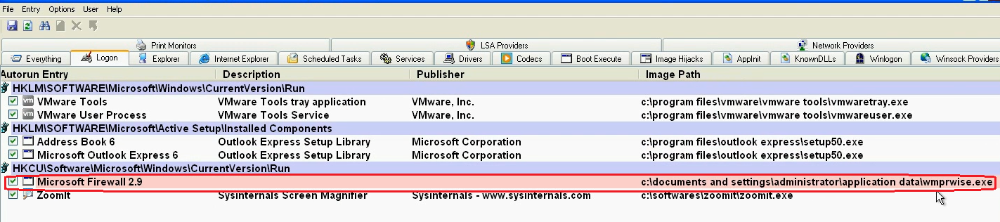 File Entry Options User Help
Print Monitors LSA Providers Network Providers
Everything Logon Explorer Internet Explorer Scheduled Tasks Services Drivers Codecs Boot Execute Image Hijacks AppInit KnownDLLs Winlogon Winsock Providers
Autorun Entry Description Publisher Image Path
HKLM\SOFTWARE\Microsoft\Windows\CurrentVersion\Run
vm VMware Tools VMware Tools tray application VMware, Inc. c:\program files\vmware\vmware tools\vmwaretray.exe
vm VMware User Process VMware Tools Service VMware, Inc. c:\program files\vmware\vmware tools\vmwareuser.exe
HKLM\SOFTWARE\Microsoft\Active Setup\Installed Components
Address Book 6 Outlook Express Setup Library Microsoft Corporation c:\program files\outlook express\setup50.exe
Microsoft Outlook Express 6 Outlook Express Setup Library Microsoft Corporation c:\program files\outlook express\setup50.exe
HKCU\Software\Microsoft\Windows\CurrentVersion\Run
Microsoft Firewall 2.9 c:\documents and settings\administrator\application data\wmprwise.exe
ZoomIt Sysinternals Screen Magnifier Sysinternals - www.sysinternals.com c:\softwares\zoomit\zoomit.exe